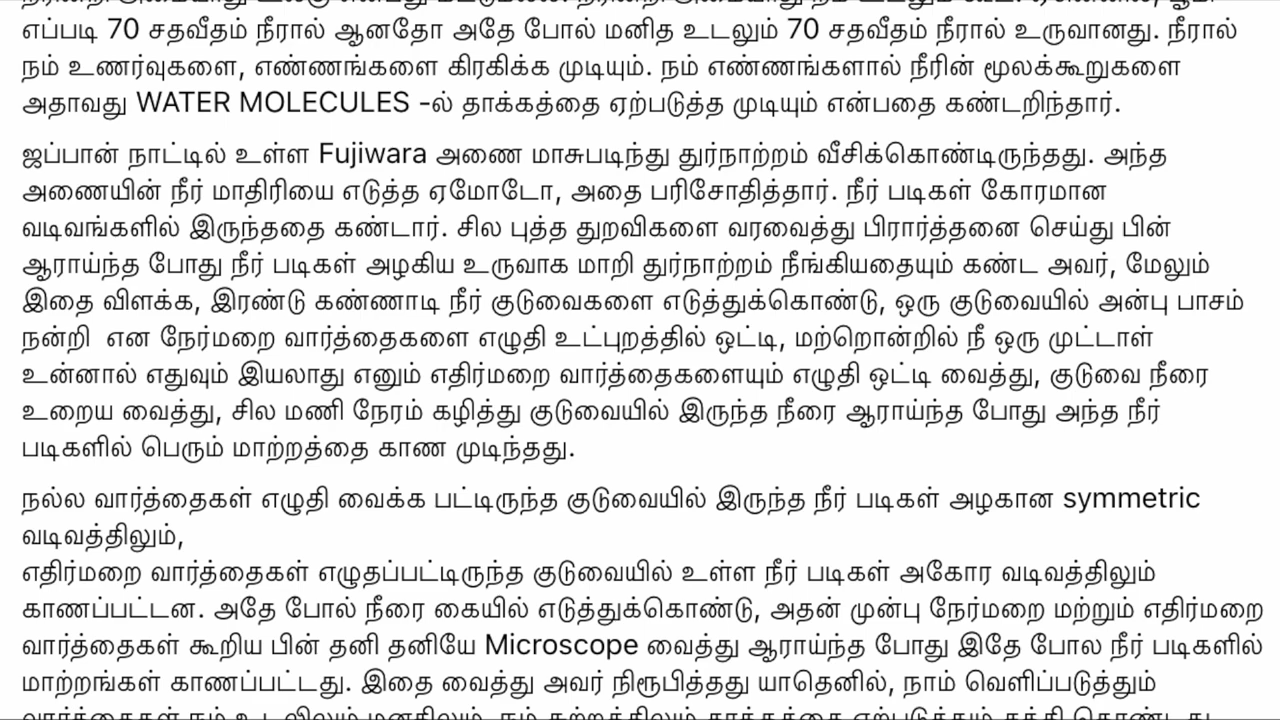 எப்படி 70 சதவீதம் நீரால் ஆனதோ அதே போல் மனித உடலும் 70 சதவீதம் நீரால் உருவானது. நீரால்
நம் உணர்வுகளை, எண்ணங்களை கிரகிக்க முடியும். நம் எண்ணங்களால் நீரின் மூலக்கூறுகளை
அதாவது WATER MOLECULES -ல் தாக்கத்தை ஏற்படுத்த முடியும் என்பதை கண்டறிந்தார்.
ஜப்பான் நாட்டில் உள்ள Fujiwara அணை மாசுபடிந்து துர்நாற்றம் வீசிக்கொண்டிருந்தது. அந்த
அணையின் நீர் மாதிரியை எடுத்த ஏமோடோ, அதை பரிசோதித்தார். நீர் படிகள் கோரமான
வடிவங்களில் இருந்ததை கண்டார். சில புத்த துறவிகளை வரவைத்து பிரார்த்தனை செய்து பின்
ஆராய்ந்த போது நீர் படிகள் அழகிய உருவாக மாறி துர்நாற்றம் நீங்கியதையும் கண்ட அவர், மேலும்
இதை விளக்க, இரண்டு கண்ணாடி நீர் குடுவைகளை எடுத்துக்கொண்டு, ஒரு குடுவையில் அன்பு பாசம்
நன்றி  என நேர்மறை வார்த்தைகளை எழுதி உட்புறத்தில் ஒட்டி, மற்றொன்றில் நீ ஒரு முட்டாள்
உன்னால் எதுவும் இயலாது எனும் எதிர்மறை வார்த்தைகளையும் எழுதி ஒட்டி வைத்து, குடுவை நீரை
உறைய வைத்து, சில மணி நேரம் கழித்து குடுவையில் இருந்த நீரை ஆராய்ந்த போது அந்த நீர்
படிகளில் பெரும் மாற்றத்தை காண முடிந்தது.
நல்ல வார்த்தைகள் எழுதி வைக்க பட்டிருந்த குடுவையில் இருந்த நீர் படிகள் அழகான symmetric
வடிவத்திலும்,
எதிர்மறை வார்த்தைகள் எழுதப்பட்டிருந்த குடுவையில் உள்ள நீர் படிகள் அகோர வடிவத்திலும்
காணப்பட்டன. அதே போல் நீரை கையில் எடுத்துக்கொண்டு, அதன் முன்பு நேர்மறை மற்றும் எதிர்மறை
வார்த்தைகள் கூறிய பின் தனி தனியே Microscope வைத்து ஆராய்ந்த போது இதே போல நீர் படிகளில்
மாற்றங்கள் காணப்பட்டது. இதை வைத்து அவர் நிரூபித்தது யாதெனில், நாம் வெளிப்படுத்தும்